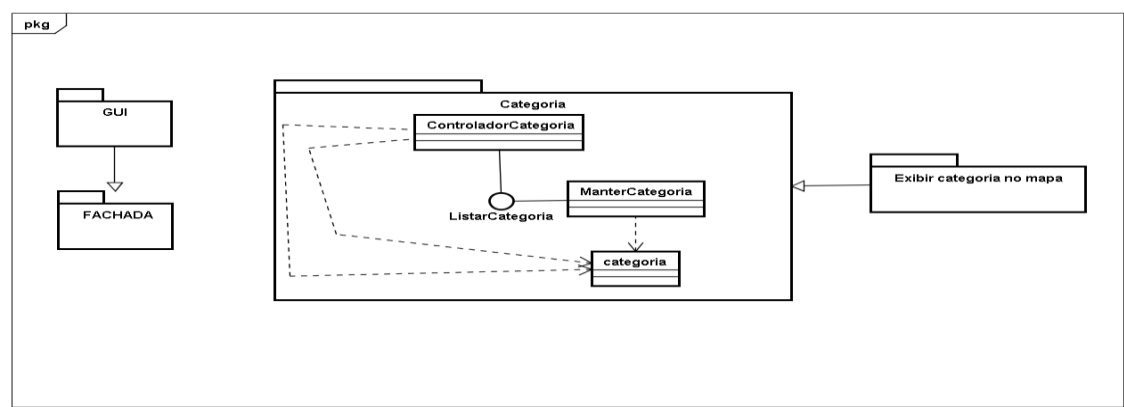 pkg
GUI
FACHADA
Categoria
ControladorCategoria
ManterCategoria
ListarCategoria
categoria
Exibir categoria no mapa